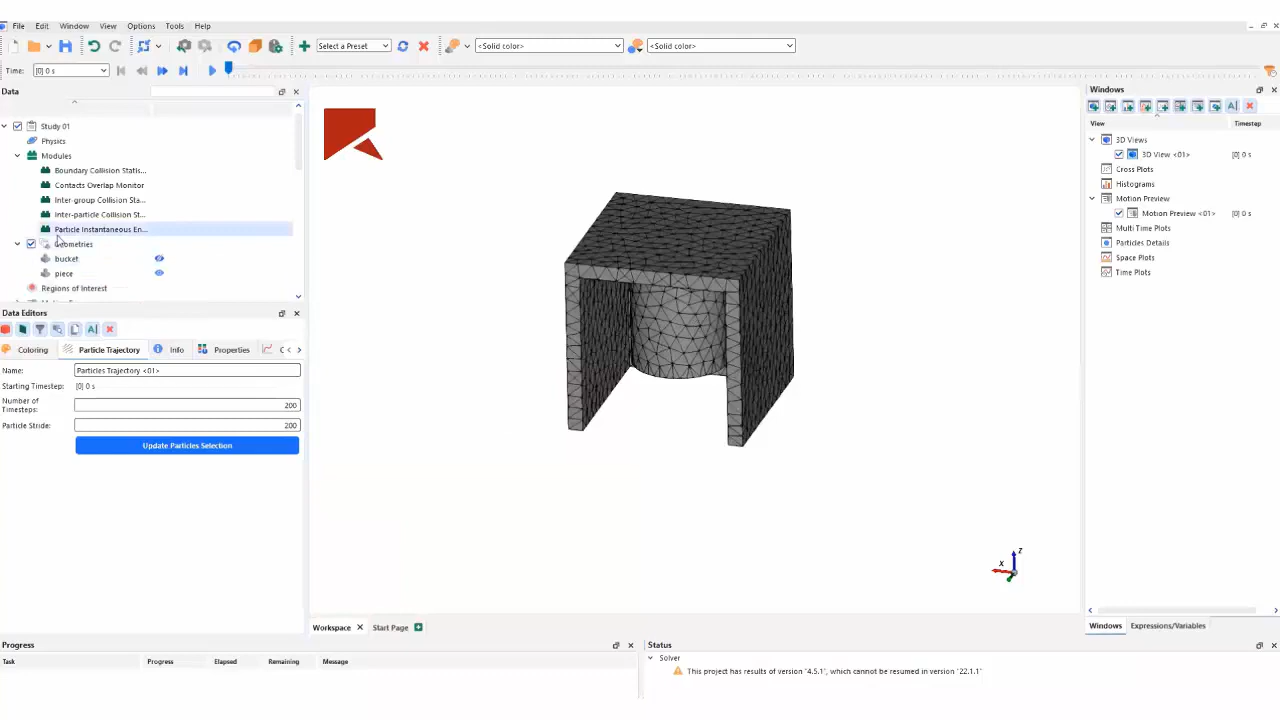 File Edit Window View Options Tools Help
Select a Preset <Solid color> <Solid color>
Time: [0] 0 s
Data
Study 01
Physics
Modules
Boundary Collision Statis...
Contacts Overlap Monitor
Inter-group Collision Sta...
Inter-particle Collision St...
Particle Instantaneous En...
Geometries
bucket
piece
Regions of Interest
Data Editors
Coloring Particle Trajectory Info Properties
Name: Particles Trajectory <01>
Starting Timestep: [0] 0 s
Number of
Timesteps: 200
Particle Stride: 200
Update Particles Selection
x
z
Workspace Start Page
Windows
View Timestep
3D Views
3D View <01> [0] 0 s
Cross Plots
Histograms
Motion Preview
Motion Preview <01> [0] 0 s
Multi Time Plots
Particles Details
Space Plots
Time Plots
Windows Expressions/Variables
Progress
Task Progress Elapsed Remaining Message
Status
Solver
This project has results of version "4.5.1", which cannot be resumed in version "22.1.1"